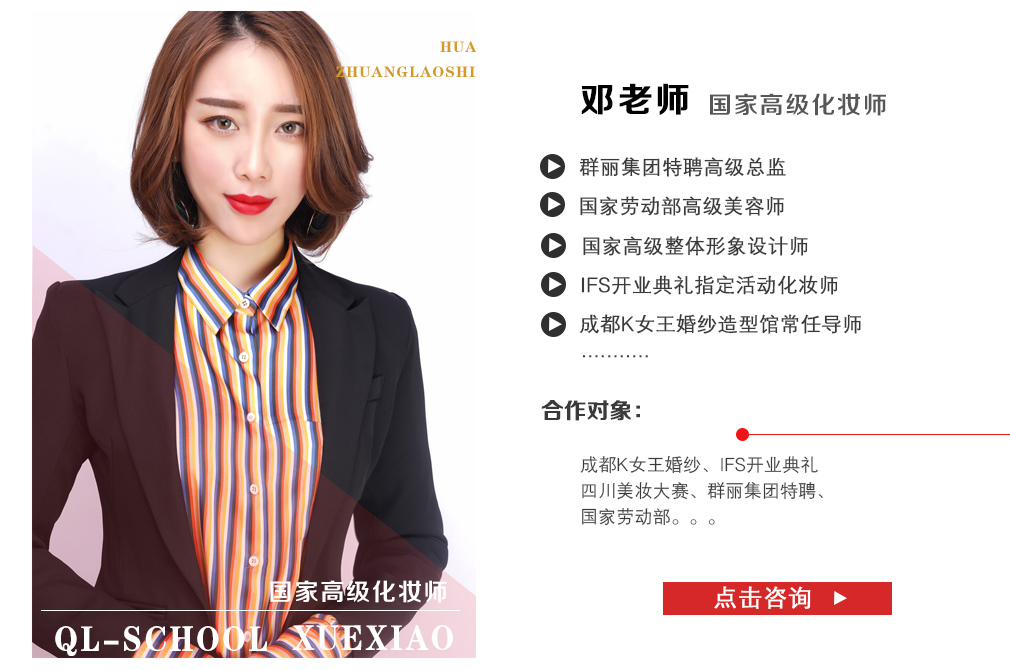 HUA
ZHUANGLAOSHI
国家高级化妆师
QL-SCHOOL XUEXIAO
邓老师 国家高级化妆师
群丽集团特聘高级总监
国家劳动部高级美容师
国家高级整体形象设计师
IFS开业典礼指定活动化妆师
成都K女王婚纱造型馆常任导师
...........
合作对象：
成都K女王婚纱、IFS开业典礼
四川美妆大赛、群丽集团特聘、
国家劳动部。。。
点击咨询